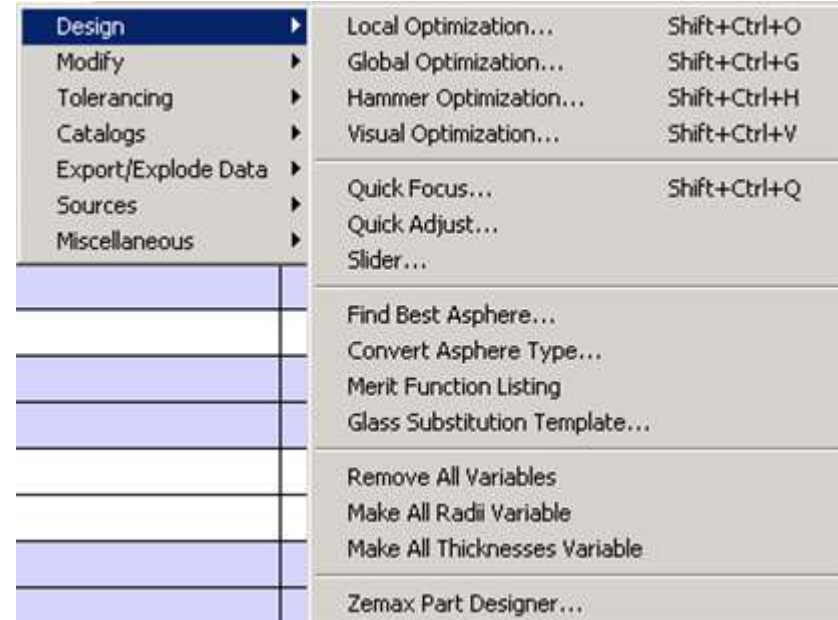 Design
Modify
Tolerancing
Catalogs
Export/Explode Data
Sources
Miscellaneous
Local Optimization... Shift+Ctrl+O
Global Optimization... Shift+Ctrl+G
Hammer Optimization... Shift+Ctrl+H
Visual Optimization... Shift+Ctrl+V
Quick Focus... Shift+Ctrl+Q
Quick Adjust...
Slider...
Find Best Asphere...
Convert Asphere Type...
Merit Function Listing
Glass Substitution Template...
Remove All Variables
Make All Radii Variable
Make All Thicknesses Variable
Zemax Part Designer...